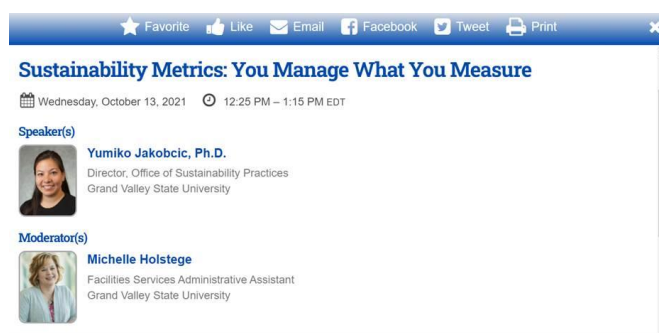 Favorite Like Email Facebook Tweet Print
Sustainability Metrics: You Manage What You Measure
Wednesday, October 13, 2021 12:25 PM – 1:15 PM EDT
Speaker(s)
Yumiko Jakobcic, Ph.D.
Director, Office of Sustainability Practices
Grand Valley State University
Moderator(s)
Michelle Holstege
Facilities Services Administrative Assistant
Grand Valley State University